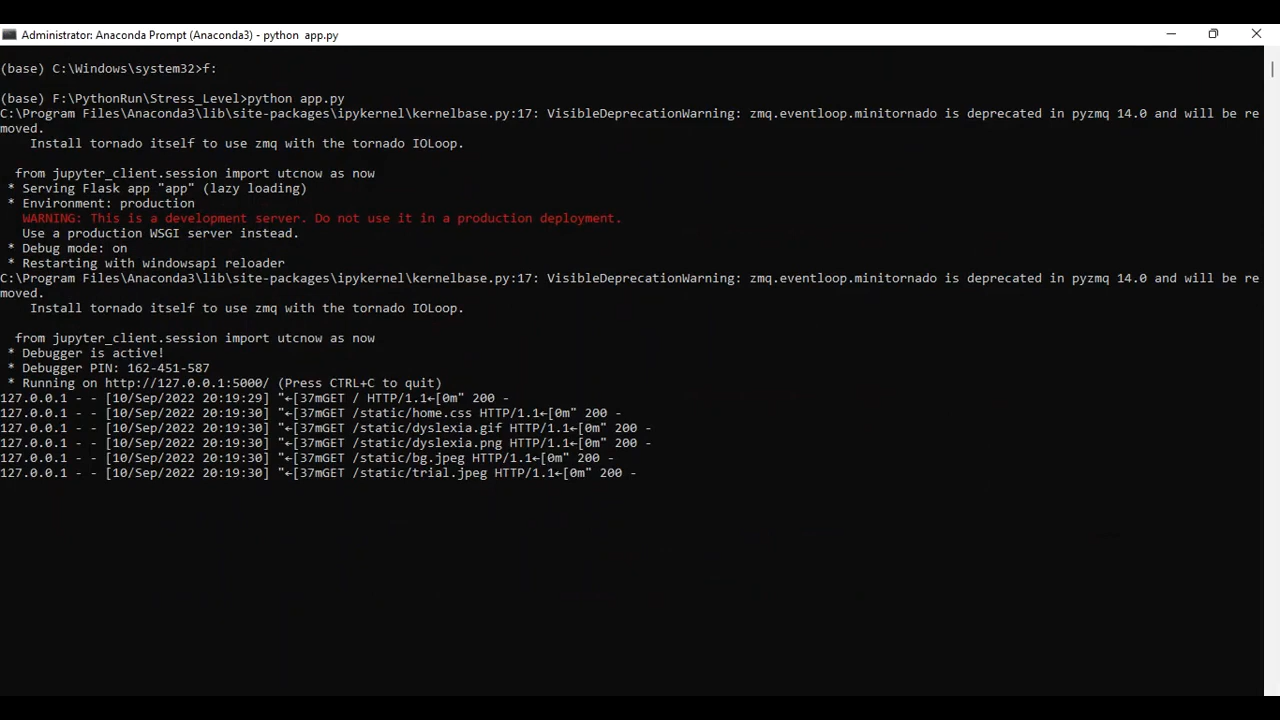 Administrator: Anaconda Prompt (Anaconda3) - python  app.py
(base) C:\Windows\system32>f:
(base) F:\PythonRun\Stress_Level>python app.py
C:\Program Files\Anaconda3\lib\site-packages\ipykernel\kernelbase.py:17: VisibleDeprecationWarning: zmq.eventloop.minitornado is deprecated in pyzmq 14.0 and will be re
moved.
    Install tornado itself to use zmq with the tornado IOLoop.
  from jupyter_client.session import utcnow as now
 * Serving Flask app "app" (lazy loading)
 * Environment: production
   WARNING: This is a development server. Do not use it in a production deployment.
   Use a production WSGI server instead.
 * Debug mode: on
 * Restarting with windowsapi reloader
C:\Program Files\Anaconda3\lib\site-packages\ipykernel\kernelbase.py:17: VisibleDeprecationWarning: zmq.eventloop.minitornado is deprecated in pyzmq 14.0 and will be re
moved.
    Install tornado itself to use zmq with the tornado IOLoop.
  from jupyter_client.session import utcnow as now
 * Debugger is active!
 * Debugger PIN: 162-451-587
 * Running on http://127.0.0.1:5000/ (Press CTRL+C to quit)
127.0.0.1 - - [10/Sep/2022 20:19:29] "←[37mGET / HTTP/1.1←[0m" 200 -
127.0.0.1 - - [10/Sep/2022 20:19:30] "←[37mGET /static/home.css HTTP/1.1←[0m" 200 -
127.0.0.1 - - [10/Sep/2022 20:19:30] "←[37mGET /static/dyslexia.gif HTTP/1.1←[0m" 200 -
127.0.0.1 - - [10/Sep/2022 20:19:30] "←[37mGET /static/dyslexia.png HTTP/1.1←[0m" 200 -
127.0.0.1 - - [10/Sep/2022 20:19:30] "←[37mGET /static/bg.jpeg HTTP/1.1←[0m" 200 -
127.0.0.1 - - [10/Sep/2022 20:19:30] "←[37mGET /static/trial.jpeg HTTP/1.1←[0m" 200 -